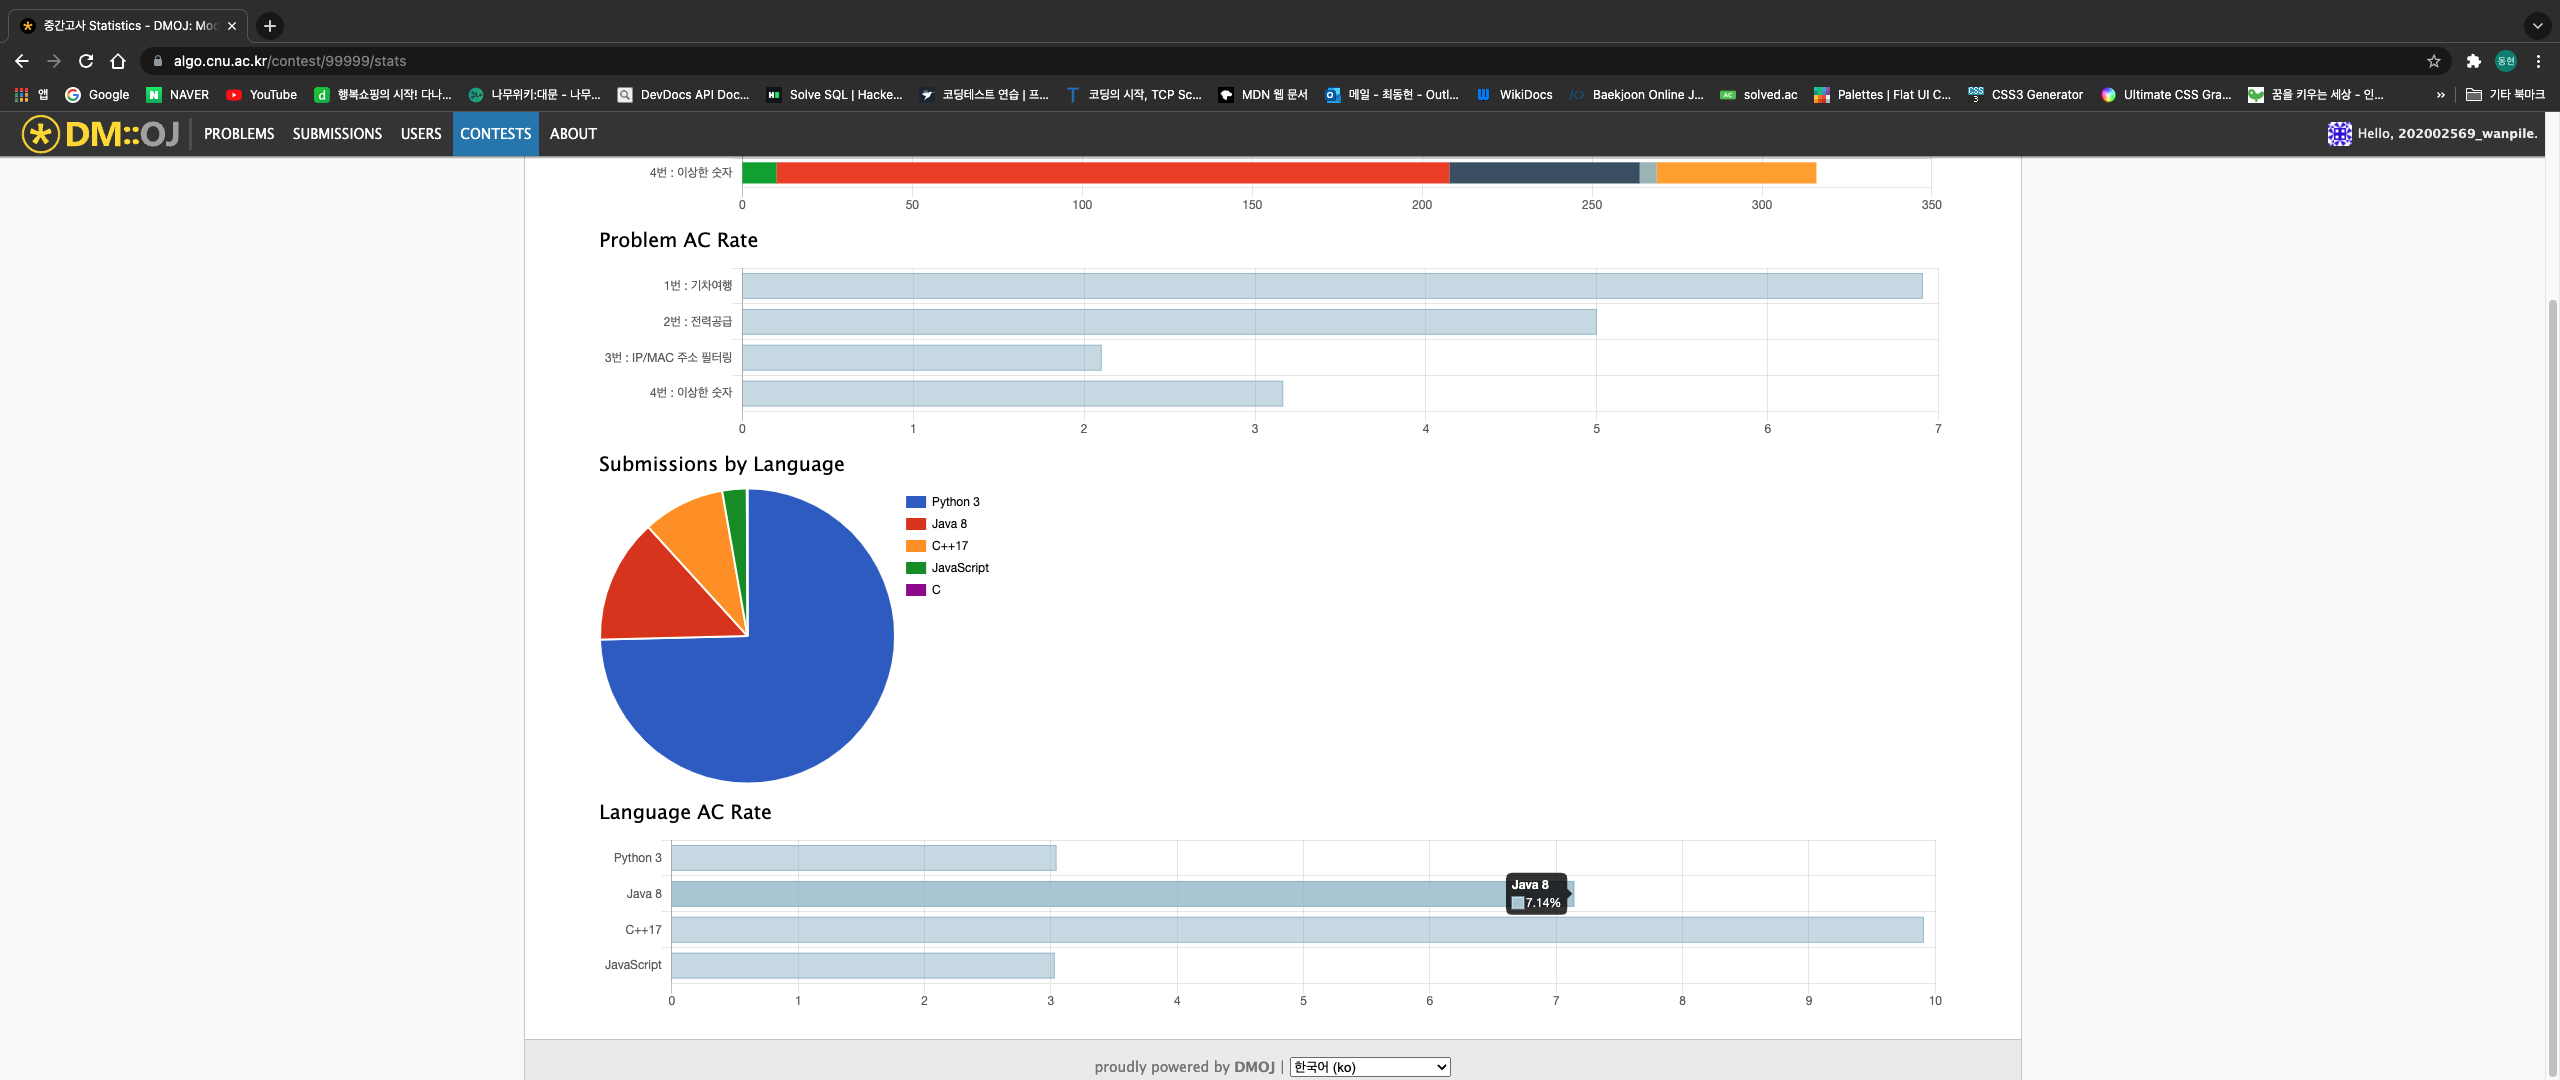 중간고사 Statistics - DMOJ: Moc
algo.cnu.ac.kr/contest/99999/stats
동현
앱 Google NAVER YouTube 행복쇼핑의 시작! 다나... 나무위키:대문 - 나무... DevDocs API Doc... Solve SQL | Hacke... 코딩테스트 연습 | 프... 코딩의 시작, TCP Sc... MDN 웹 문서 메일 - 최동현 - Outl... WikiDocs Baekjoon Online J... solved.ac Palettes | Flat UI C... CSS3 Generator Ultimate CSS Gra... 꿈을 키우는 세상 - 인... » 기타 북마크
DM::OJ PROBLEMS SUBMISSIONS USERS CONTESTS ABOUT Hello, 202002569_wanpile.
4번 : 이상한 숫자
0 50 100 150 200 250 300 350
Problem AC Rate
1번 : 기차여행
2번 : 전력공급
3번 : IP/MAC 주소 필터링
4번 : 이상한 숫자
0 1 2 3 4 5 6 7
Submissions by Language
Python 3
Java 8
C++17
JavaScript
C
Language AC Rate
Python 3
Java 8
Java 8
7.14%
C++17
JavaScript
0 1 2 3 4 5 6 7 8 9 10
proudly powered by DMOJ | 한국어 (ko)